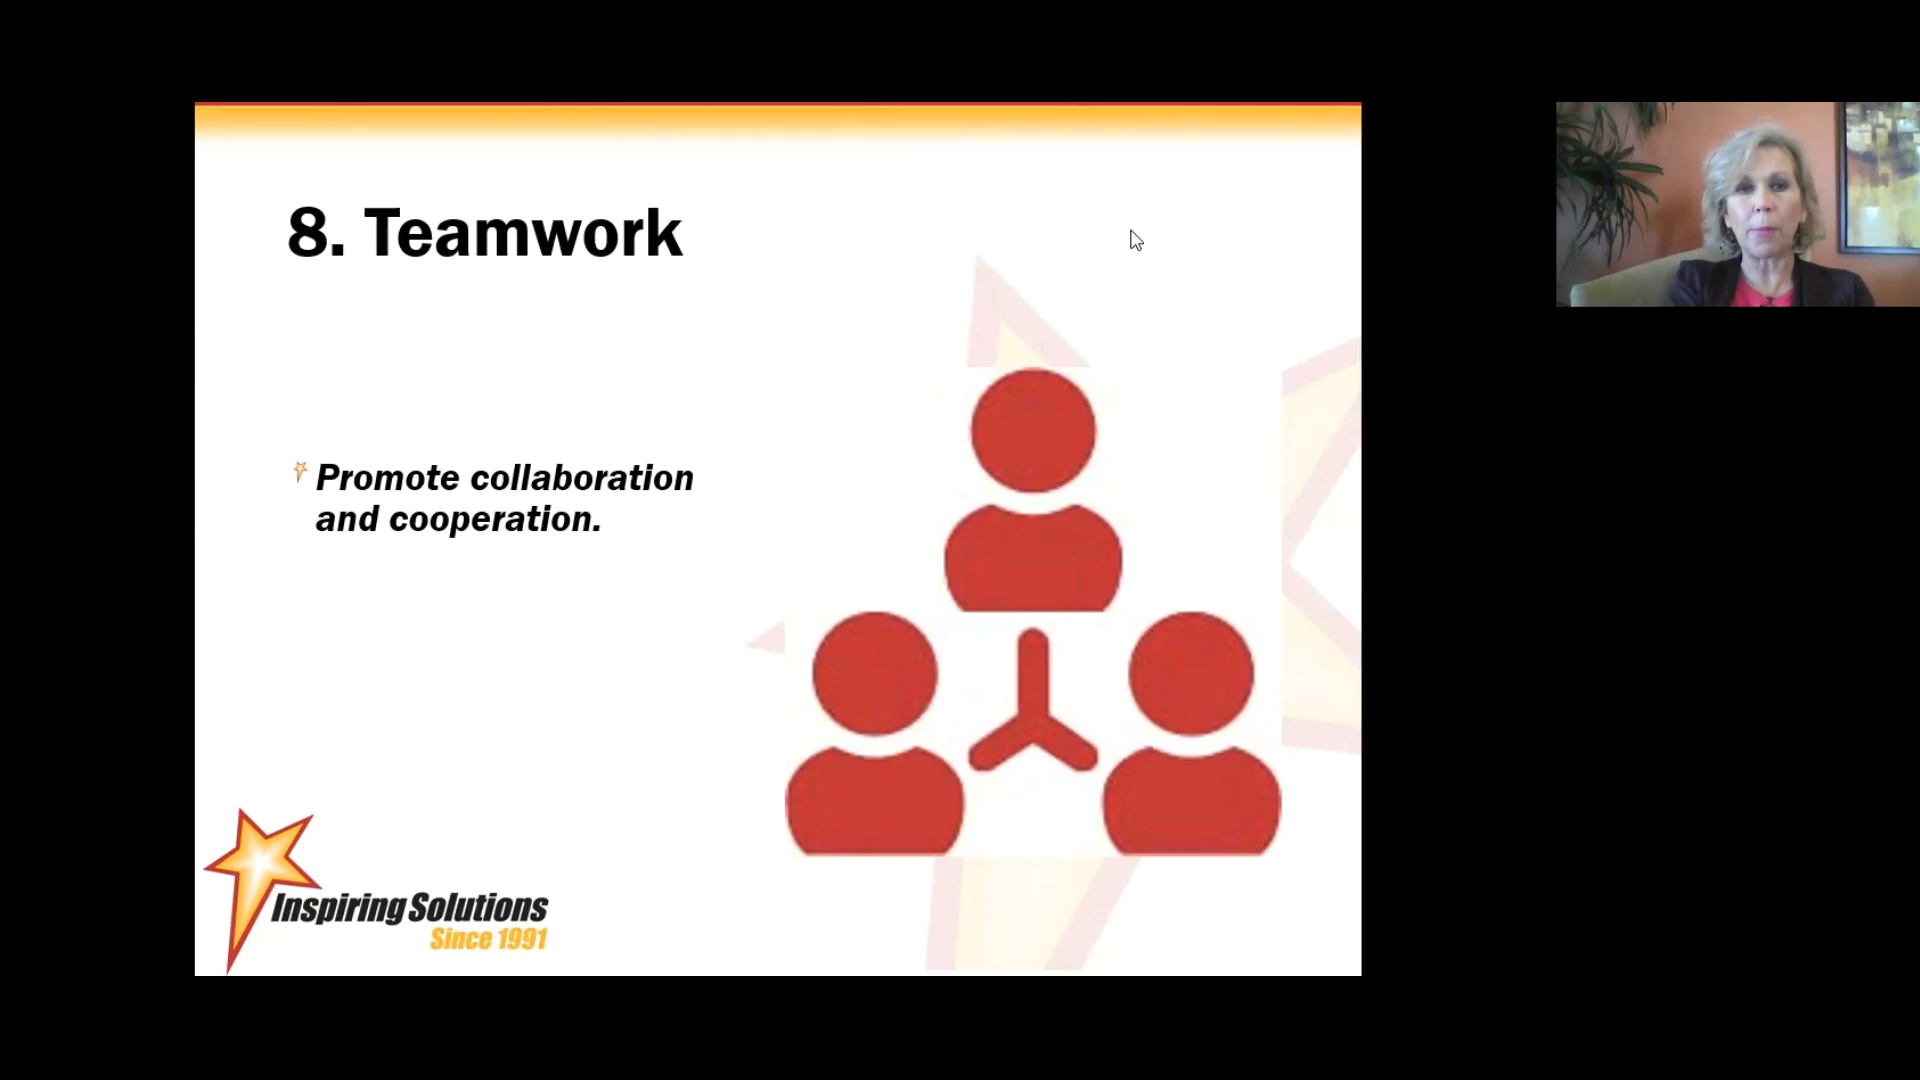 8. Teamwork
Promote collaboration
and cooperation.
Inspiring Solutions
Since 1991